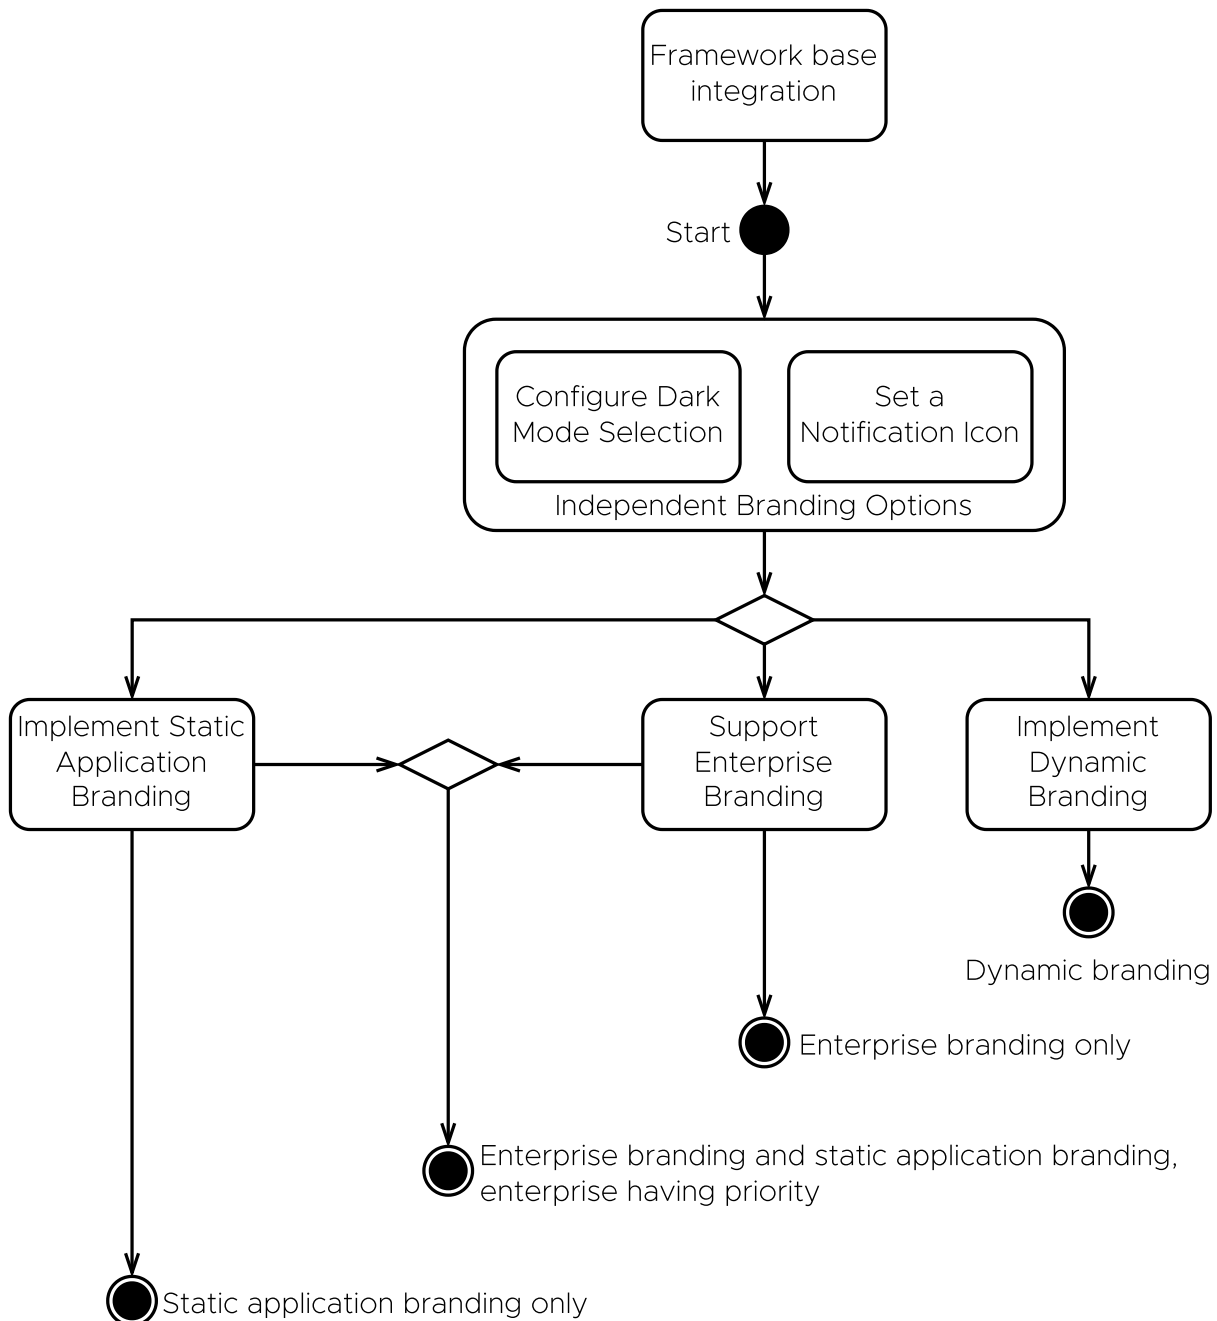 Framework base
integration
Start
Configure Dark
Mode Selection
Set a
Notification Icon
Independent Branding Options
Implement Static
Application
Branding
Support
Enterprise
Branding
Implement
Dynamic
Branding
Dynamic branding
Enterprise branding only
Enterprise branding and static application branding,
enterprise having priority
Static application branding only